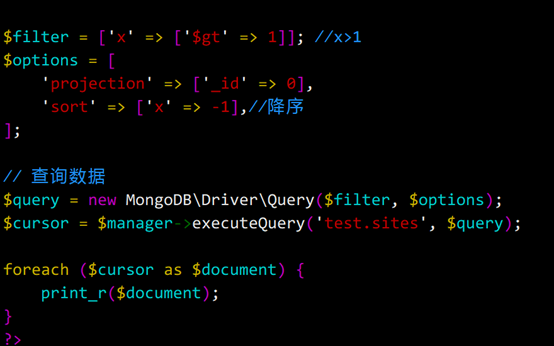 $filter = ['x' => ['$gt' => 1]]; //x>1
$options = [
    'projection' => ['_id' => 0],
    'sort' => ['x' => -1],//降序
];
// 查询数据
$query = new MongoDB\Driver\Query($filter, $options);
$cursor = $manager->executeQuery('test.sites', $query);
foreach ($cursor as $document) {
    print_r($document);
}
?>